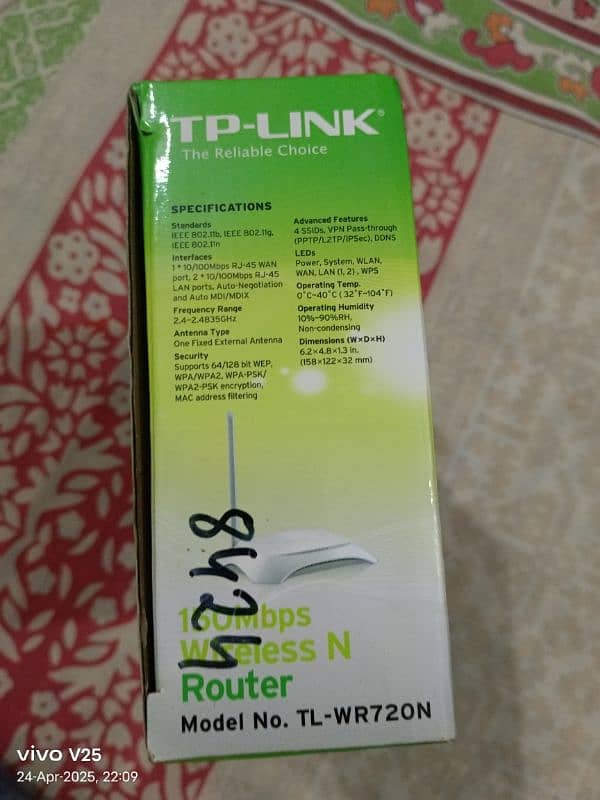 TP-LINK®
The Reliable Choice
SPECIFICATIONS
Standards
IEEE 802.11b, IEEE 802.11g,
IEEE 802.11n
Interfaces
1 * 10/100Mbps RJ-45 WAN
port, 2 * 10/100Mbps RJ-45
LAN ports, Auto-Negotiation
and Auto MDI/MDIX
Frequency Range
2.4-2.4835GHz
Antenna Type
One Fixed External Antenna
Security
Supports 64/128 bit WEP,
WPA/WPA2, WPA-PSK/
WPA2-PSK encryption,
MAC address filtering
Advanced Features
4 SSIDs, VPN Pass-through
(PPTP/L2TP/IPSec), DDNS
LEDs
Power, System, WLAN,
WAN, LAN (1, 2) , WPS
Operating Temp.
0°C~40°C ( 32°F~104°F)
Operating Humidity
10%~90%RH,
Non-condensing
Dimensions (W×D×H)
6.2×4.8×1.3 in.
(158×122×32 mm)
8424
150Mbps
Wireless N
Router
Model No. TL-WR720N
vivo V25
24-Apr-2025, 22:09